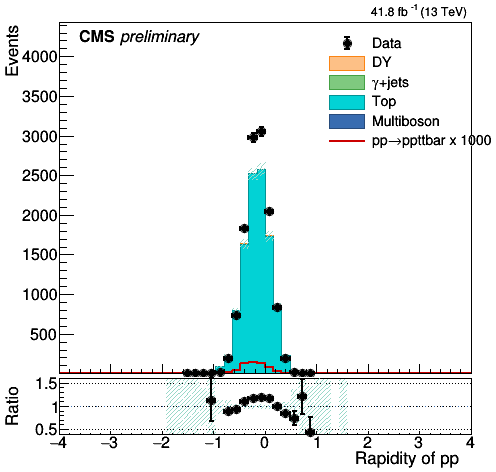 41.8 fb⁻¹ (13 TeV)
CMS preliminary
Events
4000
3500
3000
2500
2000
1500
1000
500
Data
DY
γ+jets
Top
Multiboson
pp→ppttbar x 1000
Ratio
1.5
1
0.5
−4 −3 −2 −1 0 1 2 3 4
Rapidity of pp